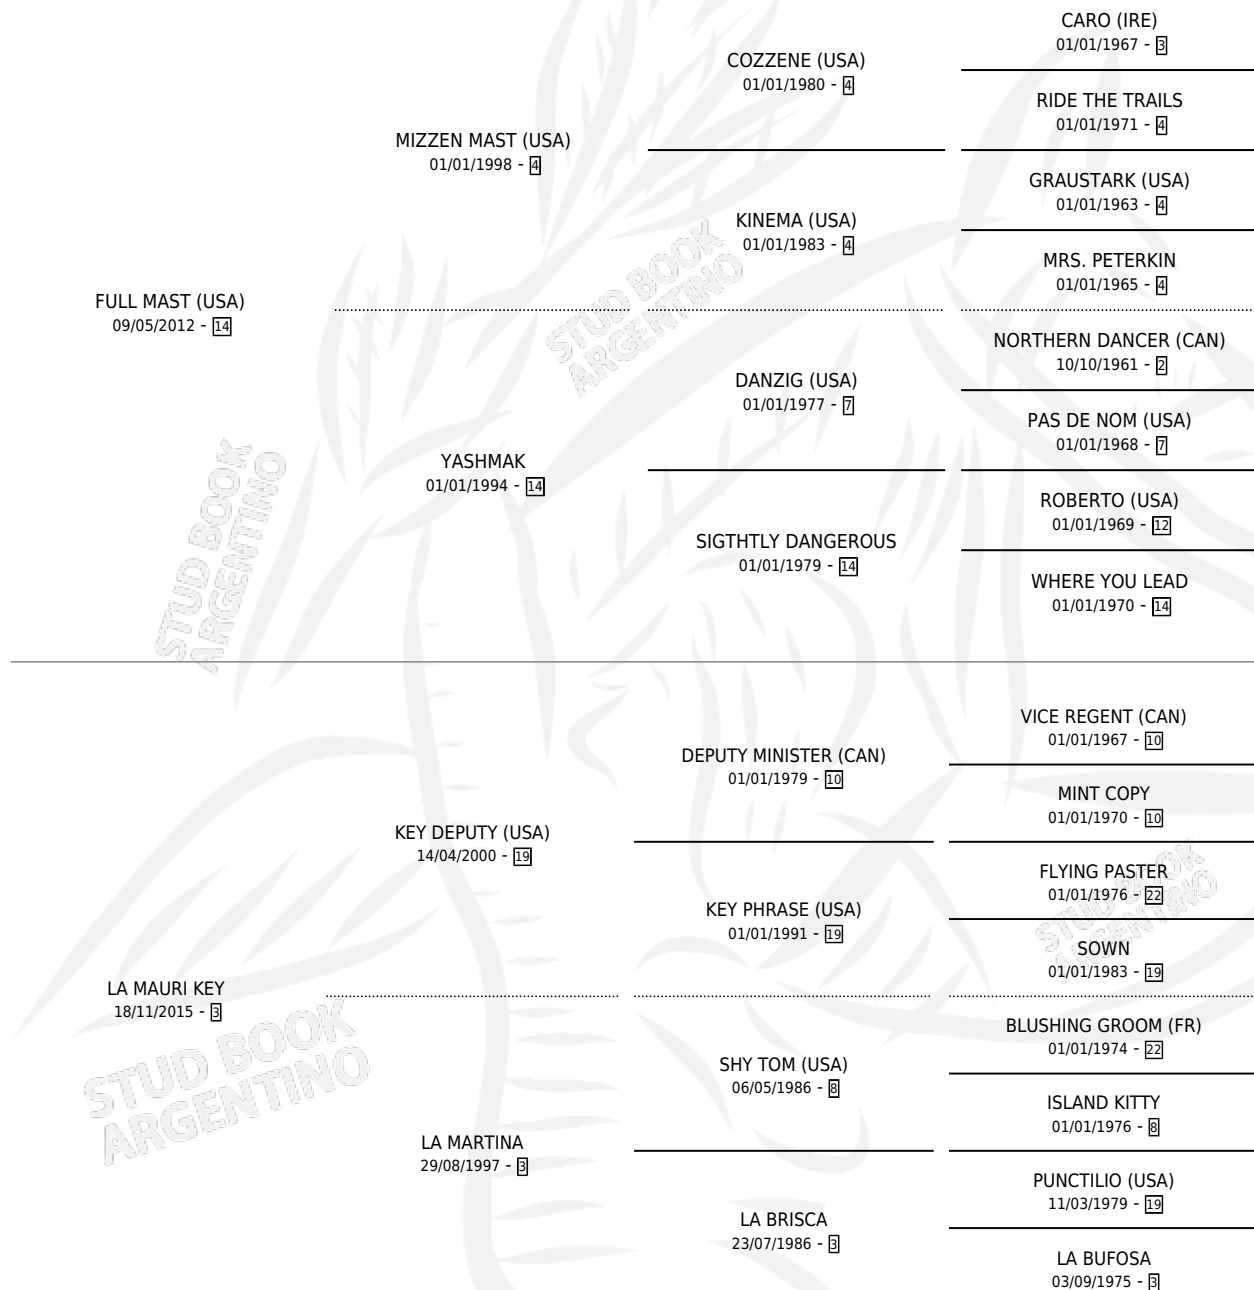 CARO (IRE)
01/01/1967 - 3
COZZENE (USA)
01/01/1980 - 4
RIDE THE TRAILS
01/01/1971 - 4
MIZZEN MAST (USA)
01/01/1998 - 4
GRAUSTARK (USA)
01/01/1963 - 4
KINEMA (USA)
01/01/1983 - 4
MRS. PETERKIN
01/01/1965 - 4
FULL MAST (USA)
09/05/2012 - 14
NORTHERN DANCER (CAN)
10/10/1961 - 2
DANZIG (USA)
01/01/1977 - 7
PAS DE NOM (USA)
01/01/1968 - 7
YASHMAK
01/01/1994 - 14
ROBERTO (USA)
01/01/1969 - 12
SIGTHTLY DANGEROUS
01/01/1979 - 14
WHERE YOU LEAD
01/01/1970 - 14
VICE REGENT (CAN)
01/01/1967 - 10
DEPUTY MINISTER (CAN)
01/01/1979 - 10
MINT COPY
01/01/1970 - 10
KEY DEPUTY (USA)
14/04/2000 - 19
FLYING PASTER
01/01/1976 - 22
KEY PHRASE (USA)
01/01/1991 - 19
SOWN
01/01/1983 - 19
LA MAURI KEY
18/11/2015 - 3
BLUSHING GROOM (FR)
01/01/1974 - 22
SHY TOM (USA)
06/05/1986 - 8
ISLAND KITTY
01/01/1976 - 8
LA MARTINA
29/08/1997 - 3
PUNCTILIO (USA)
11/03/1979 - 19
LA BRISCA
23/07/1986 - 3
LA BUFOSA
03/09/1975 - 3
STUD BOOK
ARGENTINO
STUD BOOK
ARGENTINO
STUD BOOK
ARGENTINO
STUD BOOK
ARGENTINO